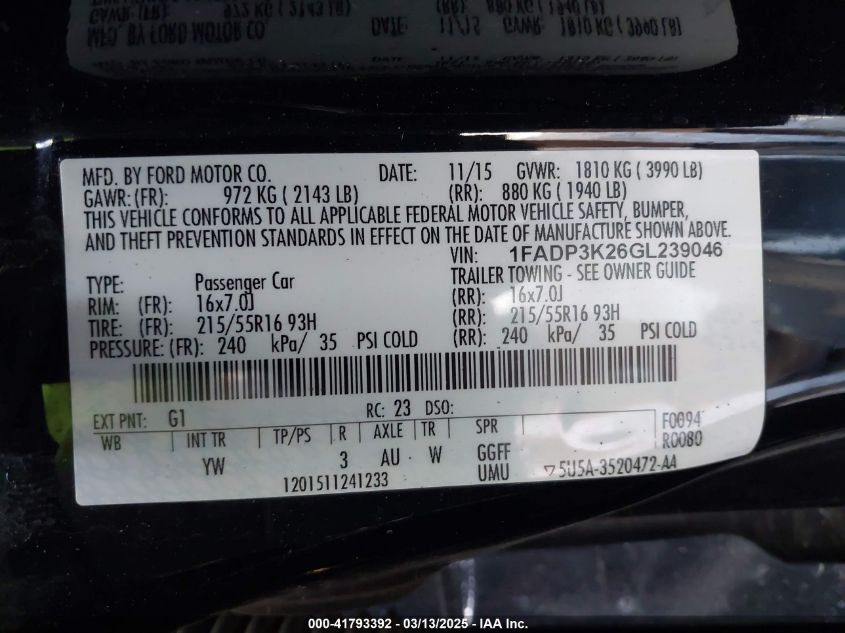 MFD. BY FORD MOTOR CO. DATE: 11/15 GVWR: 1810 KG ( 3990 LB)
GAWR: (FR): 972 KG ( 2143 LB) (RR): 880 KG ( 1940 LB)
THIS VEHICLE CONFORMS TO ALL APPLICABLE FEDERAL MOTOR VEHICLE SAFETY, BUMPER,
AND THEFT PREVENTION STANDARDS IN EFFECT ON THE DATE OF MANUFACTURE SHOWN ABOVE.
VIN: 1FADP3K26GL239046
TYPE: Passenger Car TRAILER TOWING - SEE OWNER GUIDE
RIM: (FR): 16x7.0J (RR): 16x7.0J
TIRE: (FR): 215/55R16 93H (RR): 215/55R16 93H
PRESSURE: (FR): 240 kPa/ 35 PSI COLD (RR): 240 kPa/ 35 PSI COLD
EXT PNT: G1 RC: 23 DSO: F0094
WB INT TR TP/PS R AXLE TR SPR R0080
YW 3 AU W GGFF
1201511241233 UMU ▽5U5A-3520472-AA
000-41793392 - 03/13/2025 - IAA Inc.